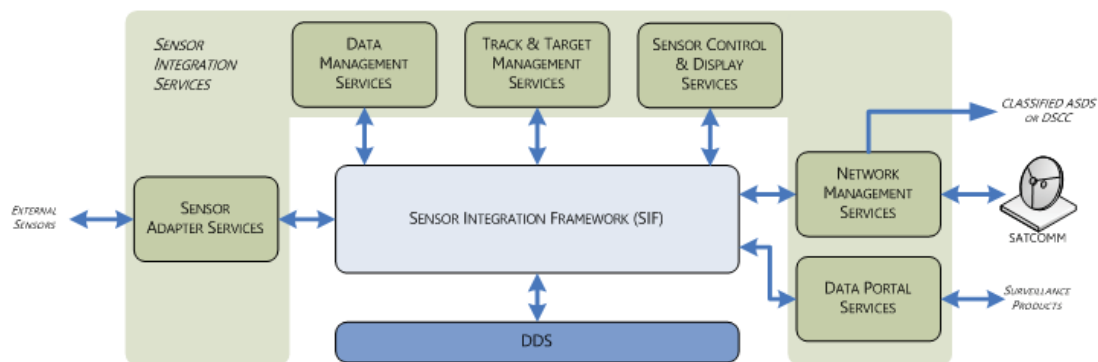 SENSOR
INTEGRATION
SERVICES
DATA
MANAGEMENT
SERVICES
TRACK & TARGET
MANAGEMENT
SERVICES
SENSOR CONTROL
& DISPLAY
SERVICES
CLASSIFIED ASDS
OR DSCC
EXTERNAL
SENSORS
SENSOR
ADAPTER SERVICES
SENSOR INTEGRATION FRAMEWORK (SIF)
NETWORK
MANAGEMENT
SERVICES
SATCOMM
DATA PORTAL
SERVICES
SURVEILLANCE
PRODUCTS
DDS